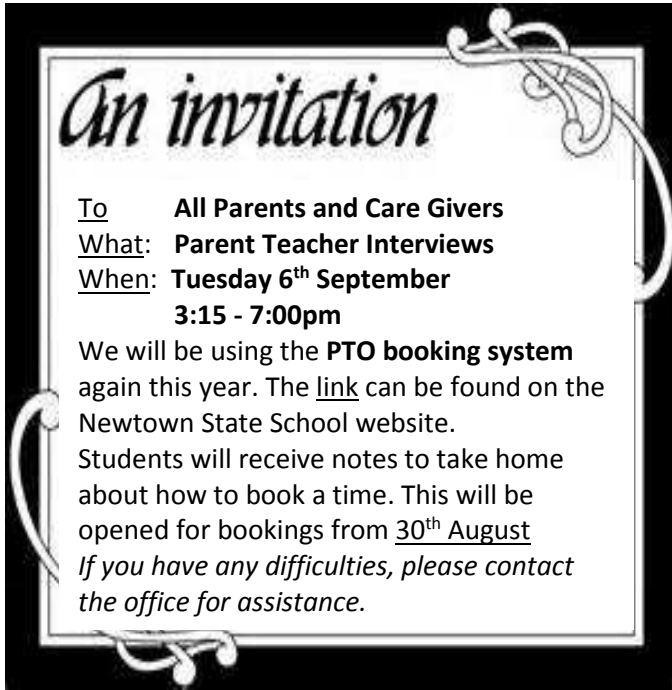 An invitation
To All Parents and Care Givers
What: Parent Teacher Interviews
When: Tuesday 6th September
3:15 - 7:00pm
We will be using the PTO booking system
again this year. The link can be found on the
Newtown State School website.
Students will receive notes to take home
about how to book a time. This will be
opened for bookings from 30th August
If you have any difficulties, please contact
the office for assistance.